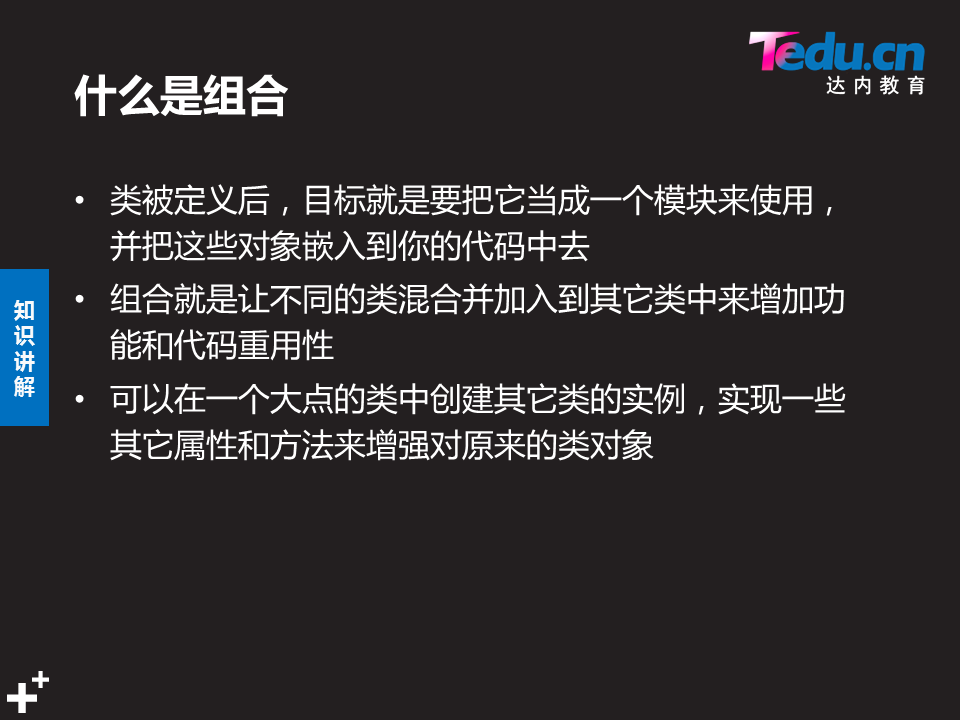 Tedu.cn
达内教育
什么是组合
• 类被定义后，目标就是要把它当成一个模块来使用，
并把这些对象嵌入到你的代码中去
• 组合就是让不同的类混合并加入到其它类中来增加功
能和代码重用性
• 可以在一个大点的类中创建其它类的实例，实现一些
其它属性和方法来增强对原来的类对象
知
识
讲
解